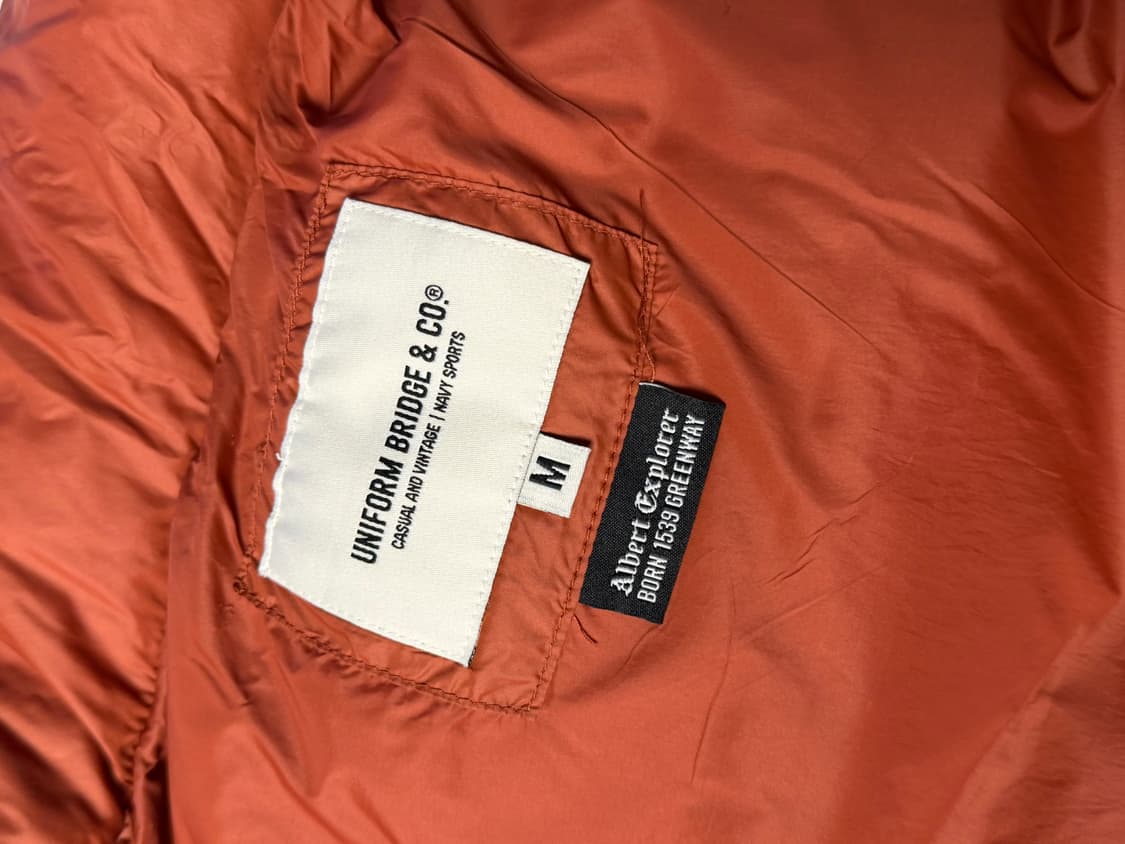 UNIFORM BRIDGE & CO.®
CASUAL AND VINTAGE | NAVY SPORTS
M
Albert Explorer
BORN 1539 GREENWAY